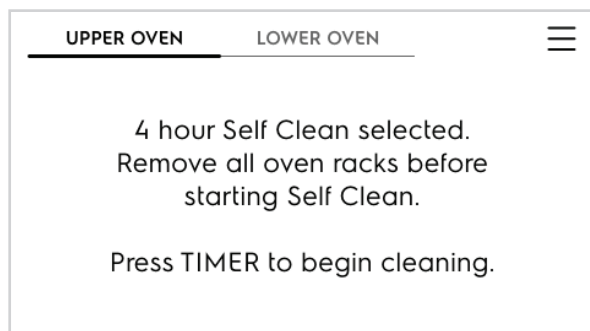 UPPER OVEN LOWER OVEN
4 hour Self Clean selected.
Remove all oven racks before
starting Self Clean.
Press TIMER to begin cleaning.